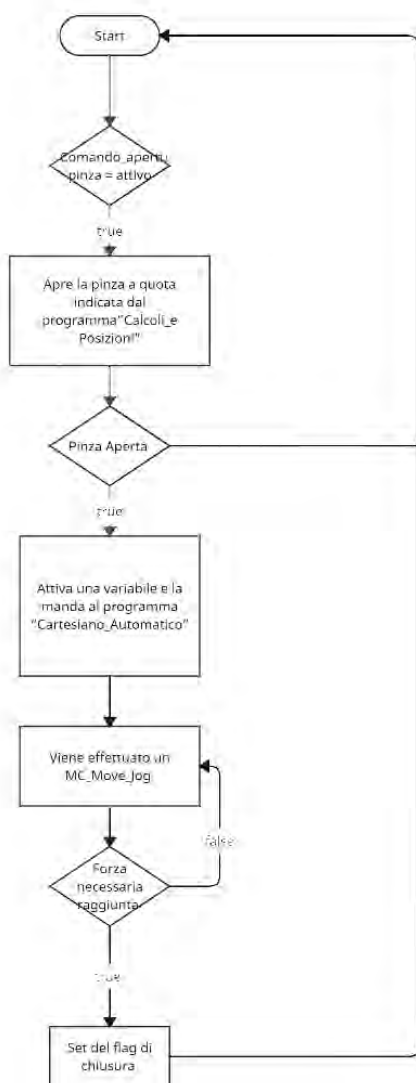 Start
Comando_apertu
pinza = attivo
true
Apre la pinza a quota
indicata dal
programma"Calcoli_e
Posizioni"
Pinza Aperta
true
Attiva una variabile e la
manda al programma
"Cartesiano_Automatico"
Viene effettuato un
MC_Move_Jog
false
Forza
necessaria
raggiunta
true
Set del flag di
chiusura